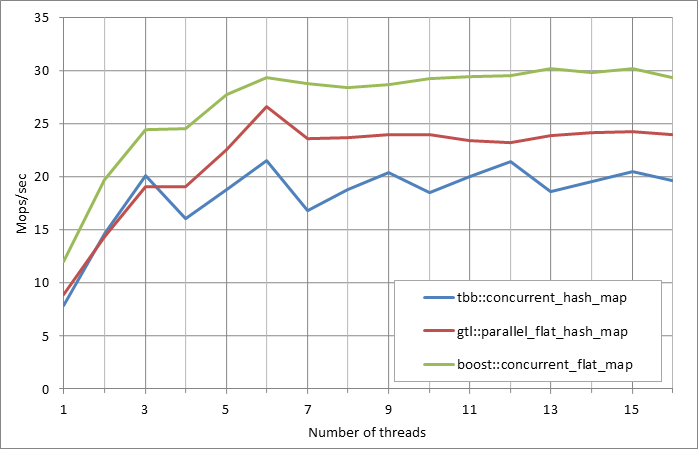 35
30
25
20
15
10
5
0
Mops/sec
tbb::concurrent_hash_map
gtl::parallel_flat_hash_map
boost::concurrent_flat_map
1 3 5 7 9 11 13 15
Number of threads